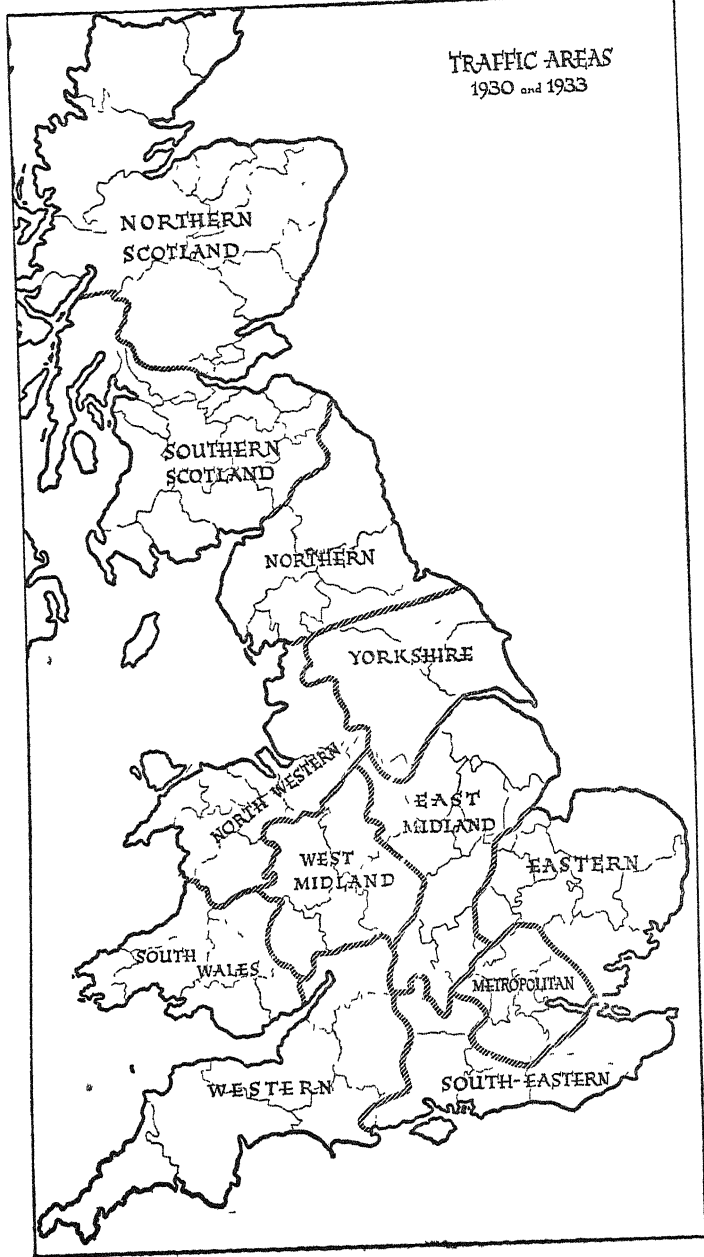 TRAFFIC AREAS
1930 and 1933
NORTHERN
SCOTLAND
SOUTHERN
SCOTLAND
NORTHERN
YORKSHIRE
NORTH WESTERN
EAST
MIDLAND
WEST
MIDLAND
EASTERN
SOUTH
WALES
METROPOLITAN
WESTERN
SOUTH-EASTERN